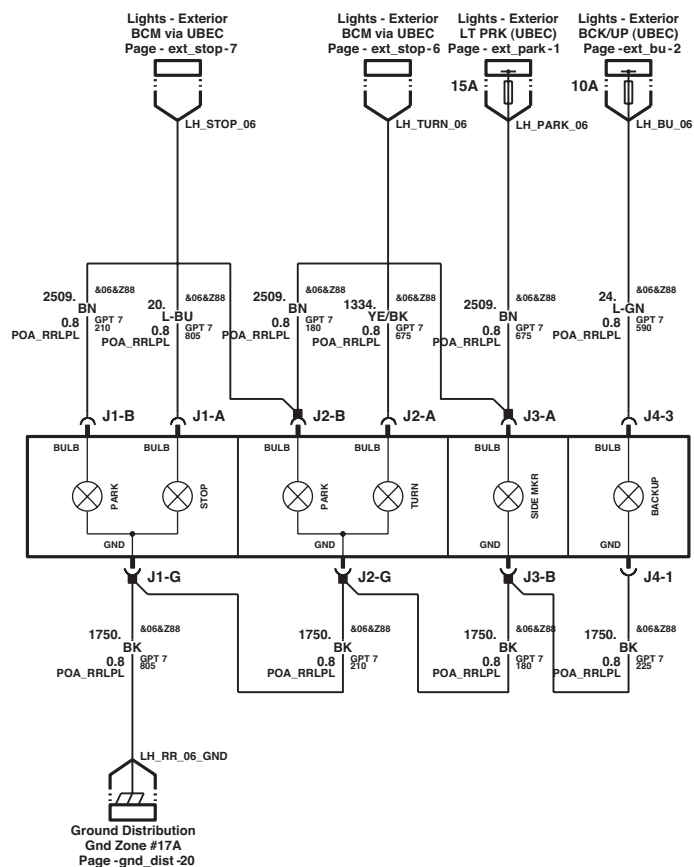 Lights - Exterior
BCM via UBEC
Page - ext_stop-7
Lights - Exterior
BCM via UBEC
Page - ext_stop-6
Lights - Exterior
LT PRK (UBEC)
Page - ext_park-1
Lights - Exterior
BCK/UP (UBEC)
Page -ext_bu-2
15A
10A
LH_STOP_06
LH_TURN_06
LH_PARK_06
LH_BU_06
2509.
&06&Z88
BN
0.8
GPT 7
210
POA_RRLPL
20.
&06&Z88
L-BU
0.8
GPT 7
805
POA_RRLPL
2509.
&06&Z88
BN
0.8
GPT 7
180
POA_RRLPL
1334.
&06&Z88
YE/BK
0.8
GPT 7
675
POA_RRLPL
2509.
&06&Z88
BN
0.8
GPT 7
675
POA_RRLPL
24.
&06&Z88
L-GN
0.8
GPT 7
590
POA_RRLPL
J1-B
J1-A
J2-B
J2-A
J3-A
J4-3
BULB
BULB
BULB
BULB
BULB
BULB
PARK
STOP
PARK
TURN
SIDE MKR
BACKUP
GND
GND
GND
GND
J1-G
J2-G
J3-B
J4-1
1750.
&06&Z88
BK
0.8
GPT 7
805
POA_RRLPL
1750.
&06&Z88
BK
0.8
GPT 7
210
POA_RRLPL
1750.
&06&Z88
BK
0.8
GPT 7
180
POA_RRLPL
1750.
&06&Z88
BK
0.8
GPT 7
225
POA_RRLPL
LH_RR_06_GND
Ground Distribution
Gnd Zone #17A
Page -gnd_dist-20